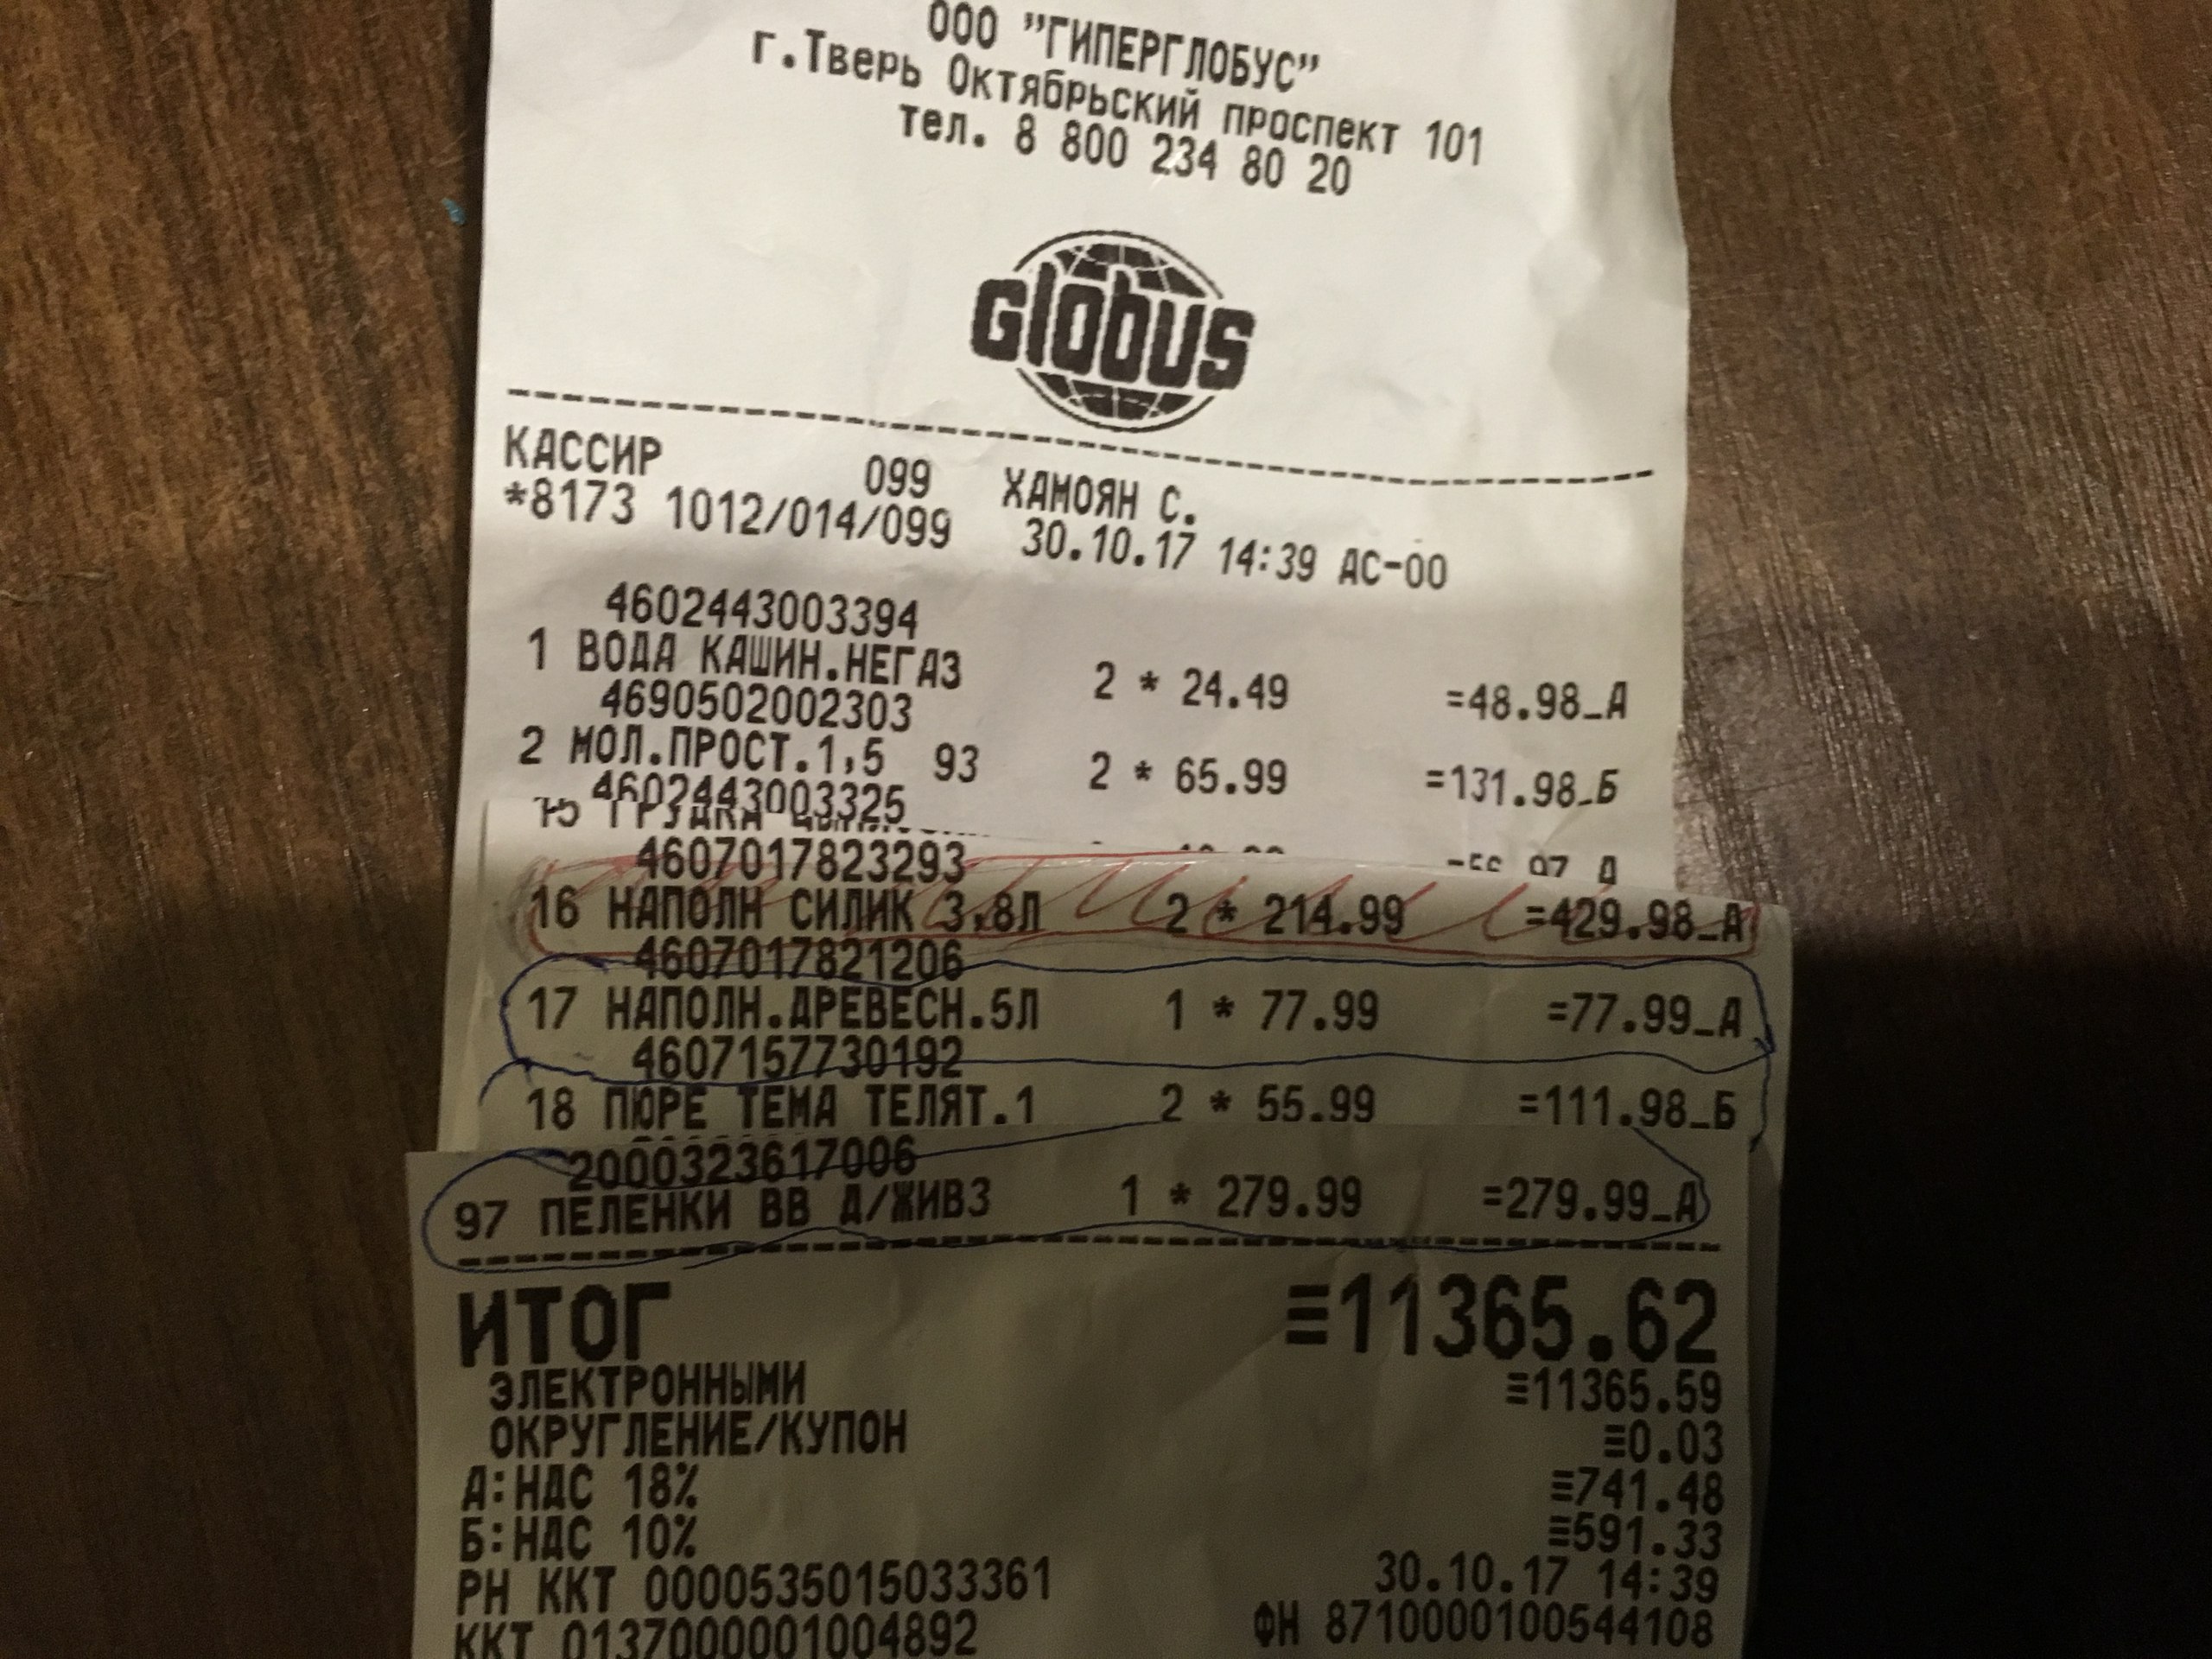 ООО "ГИПЕРГЛОБУС"
г.Тверь Октябрьский проспект 101
тел. 8 800 234 80 20
Globus
КАССИР 099 ХАМОЯН С.
*8173 1012/014/099 30.10.17 14:39 АС-00
4602443003394
1 ВОДА КАШИН.НЕГАЗ 2 * 24.49 =48.98_А
4690502002303
2 МОЛ.ПРОСТ.1,5 93 2 * 65.99 =131.98_Б
4602443003325
15 ГРУДКА
4607017823293
16 НАПОЛН СИЛИК 3,8Л 2 * 214.99 =429.98_А
4607017821206
17 НАПОЛН.ДРЕВЕСН.5Л 1 * 77.99 =77.99_А
4607157730192
18 ПЮРЕ ТЕМА ТЕЛЯТ.1 2 * 55.99 =111.98_Б
2000323617006
97 ПЕЛЕНКИ ВВ Д/ЖИВЗ 1 * 279.99 =279.99_А
ИТОГ ≡11365.62
ЭЛЕКТРОННЫМИ ≡11365.59
ОКРУГЛЕНИЕ/КУПОН ≡0.03
А:НДС 18% ≡741.48
Б:НДС 10% ≡591.33
РН ККТ 0000535015033361 30.10.17 14:39
ККТ 0137000001004892 ФН 8710000100544108